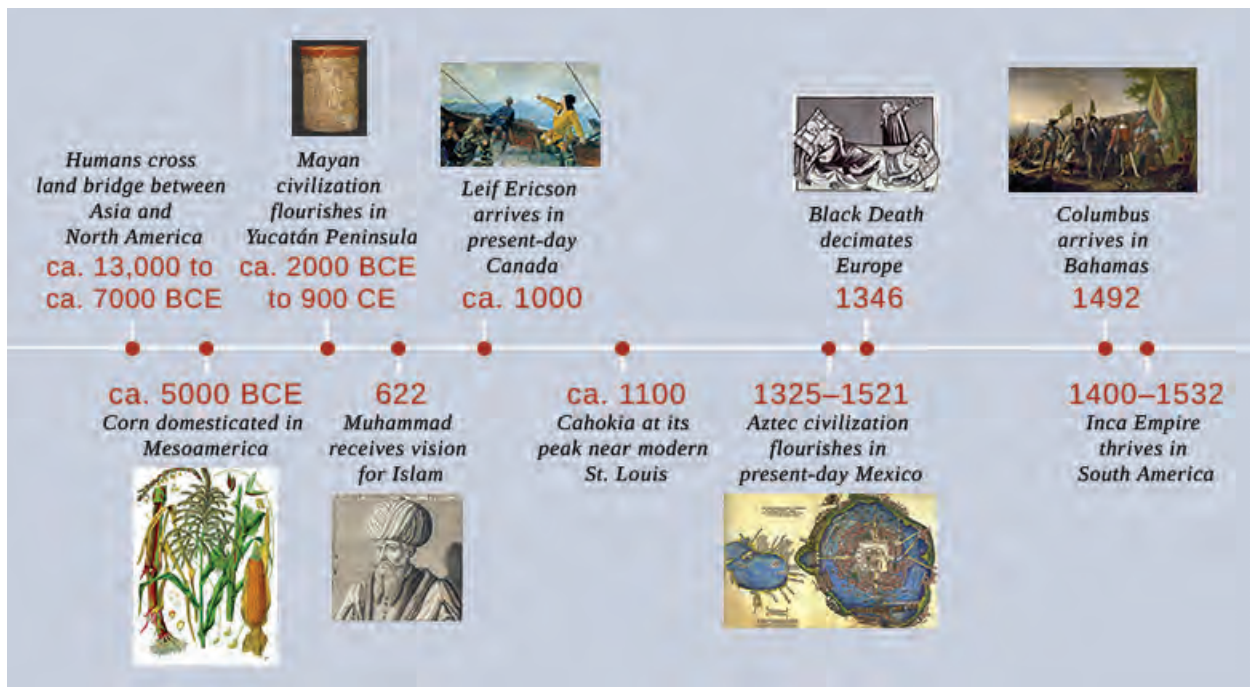 Humans cross
land bridge between
Asia and
North America
ca. 13,000 to
ca. 7000 BCE
Mayan
civilization
flourishes in
Yucatán Peninsula
ca. 2000 BCE
to 900 CE
Leif Ericson
arrives in
present-day
Canada
ca. 1000
Black Death
decimates
Europe
1346
Columbus
arrives in
Bahamas
1492
ca. 5000 BCE
Corn domesticated in
Mesoamerica
622
Muhammad
receives vision
for Islam
ca. 1100
Cahokia at its
peak near modern
St. Louis
1325–1521
Aztec civilization
flourishes in
present-day Mexico
1400–1532
Inca Empire
thrives in
South America